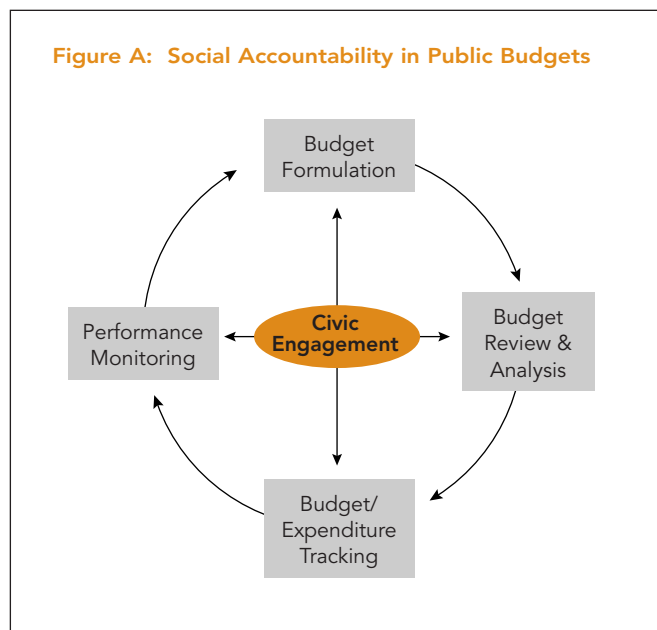 Figure A: Social Accountability in Public Budgets
Budget
Formulation
Civic
Engagement
Performance
Monitoring
Budget
Review &
Analysis
Budget/
Expenditure
Tracking